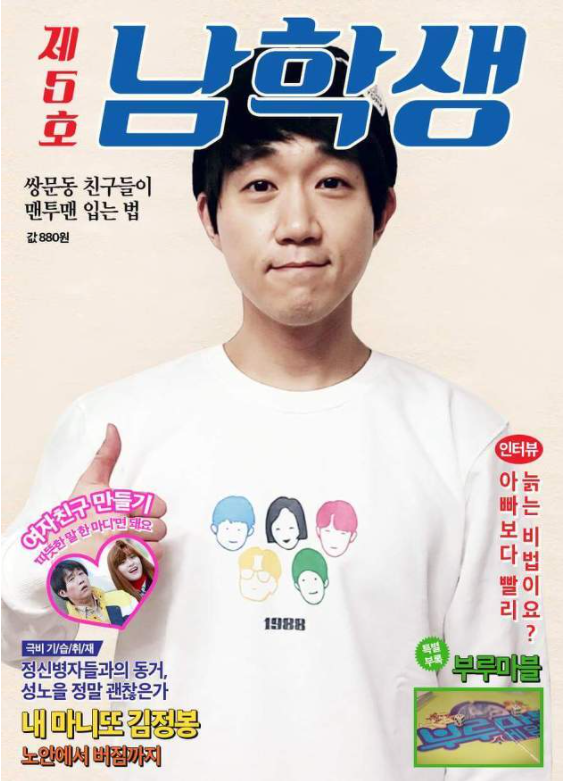 제5호
남학생
쌍문동 친구들이
맨투맨 입는 법
값 880원
인터뷰
늙는 비법이요?
아빠보다 빨리
여자친구 만들기
따뜻한 말 한 마디면 돼요
1988
극비 기/습/취/재
정신병자들과의 동거,
성노을 정말 괜찮은가
내 마니또 김정봉
노안에서 버짐까지
특별
부록
부루마블
부루마블